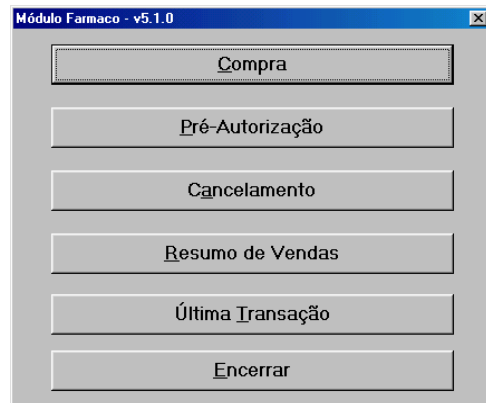 Módulo Farmaco - v5.1.0
Compra
Pré-Autorização
Cancelamento
Resumo de Vendas
Última Transação
Encerrar